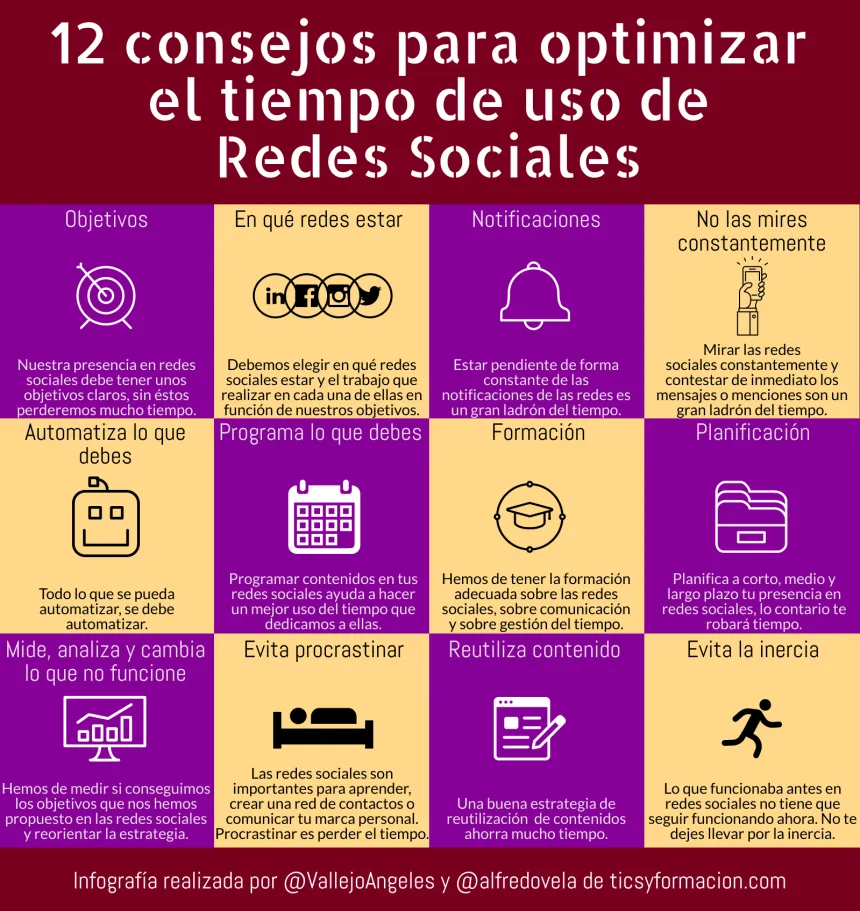 12 consejos para optimizar
el tiempo de uso de
Redes Sociales
Objetivos
Nuestra presencia en redes
sociales debe tener unos
objetivos claros, sin éstos
perderemos mucho tiempo.
En qué redes estar
in
Debemos elegir en qué redes
sociales estar y el trabajo que
realizar en cada una de ellas en
función de nuestros objetivos.
Notificaciones
Estar pendiente de forma
constante de las
notificaciones de las redes es
un gran ladrón del tiempo.
No las mires
constantemente
Mirar las redes
sociales constantemente y
contestar de inmediato los
mensajes o menciones son un
gran ladrón del tiempo.
Automatiza lo que
debes
Todo lo que se pueda
automatizar, se debe
automatizar.
Programa lo que debes
Programar contenidos en tus
redes sociales ayuda a hacer
un mejor uso del tiempo que
dedicamos a ellas.
Formación
Hemos de tener la formación
adecuada sobre las redes
sociales, sobre comunicación
y sobre gestión del tiempo.
Planificación
Planifica a corto, medio y
largo plazo tu presencia en
redes sociales, lo contario te
robará tiempo.
Mide, analiza y cambia
lo que no funcione
Hemos de medir si conseguimos
los objetivos que nos hemos
propuesto en las redes sociales
y reorientar la estrategia.
Evita procrastinar
Las redes sociales son
importantes para aprender,
crear una red de contactos o
comunicar tu marca personal.
Procrastinar es perder el tiempo.
Reutiliza contenido
Una buena estrategia de
reutilización de contenidos
ahorra mucho tiempo.
Evita la inercia
Lo que funcionaba antes en
redes sociales no tiene que
seguir funcionando ahora. No te
dejes llevar por la inercia.
Infografía realizada por @VallejoAngeles y @alfredovela de ticsyformacion.com